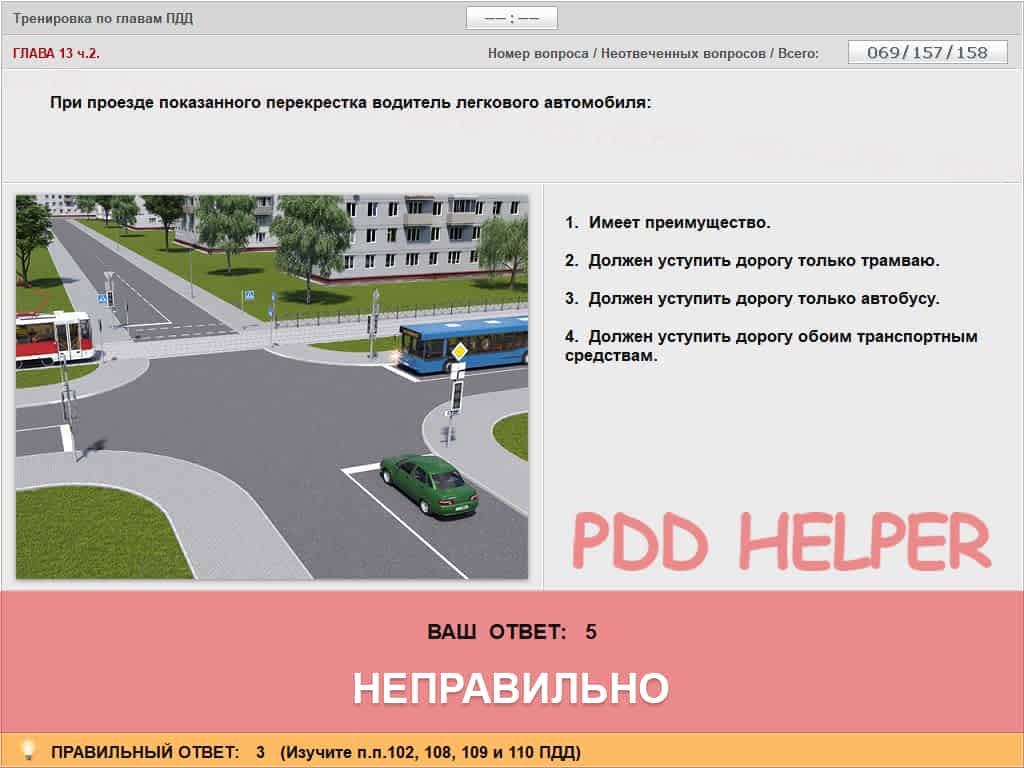 Тренировка по главам ПДД
—— : ——
ГЛАВА 13 ч.2.
Номер вопроса / Неотвеченных вопросов / Всего:
069/157/158
При проезде показанного перекрестка водитель легкового автомобиля:
1. Имеет преимущество.
2. Должен уступить дорогу только трамваю.
3. Должен уступить дорогу только автобусу.
4. Должен уступить дорогу обоим транспортным
средствам.
PDD HELPER
ВАШ ОТВЕТ: 5
НЕПРАВИЛЬНО
ПРАВИЛЬНЫЙ ОТВЕТ: 3 (Изучите п.п.102, 108, 109 и 110 ПДД)